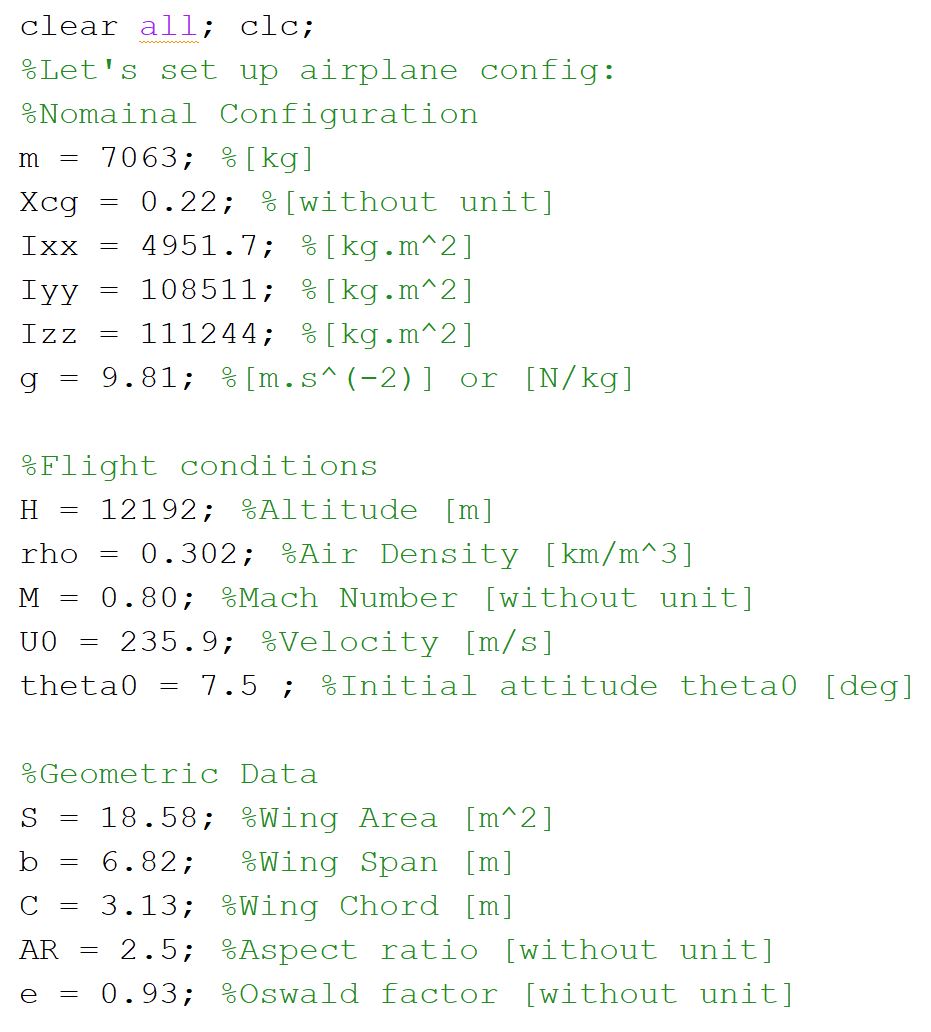 clear all; clc;
%Let's set up airplane config:
%Nomainal Configuration
m = 7063; %[kg]
Xcg = 0.22; %[without unit]
Ixx = 4951.7; %[kg.m^2]
Iyy = 108511; %[kg.m^2]
Izz = 111244; %[kg.m^2]
g = 9.81; %[m.s^(-2)] or [N/kg]
%Flight conditions
H = 12192; %Altitude [m]
rho = 0.302; %Air Density [km/m^3]
M = 0.80; %Mach Number [without unit]
U0 = 235.9; %Velocity [m/s]
theta0 = 7.5 ; %Initial attitude theta0 [deg]
%Geometric Data
S = 18.58; %Wing Area [m^2]
b = 6.82;  %Wing Span [m]
C = 3.13; %Wing Chord [m]
AR = 2.5; %Aspect ratio [without unit]
e = 0.93; %Oswald factor [without unit]